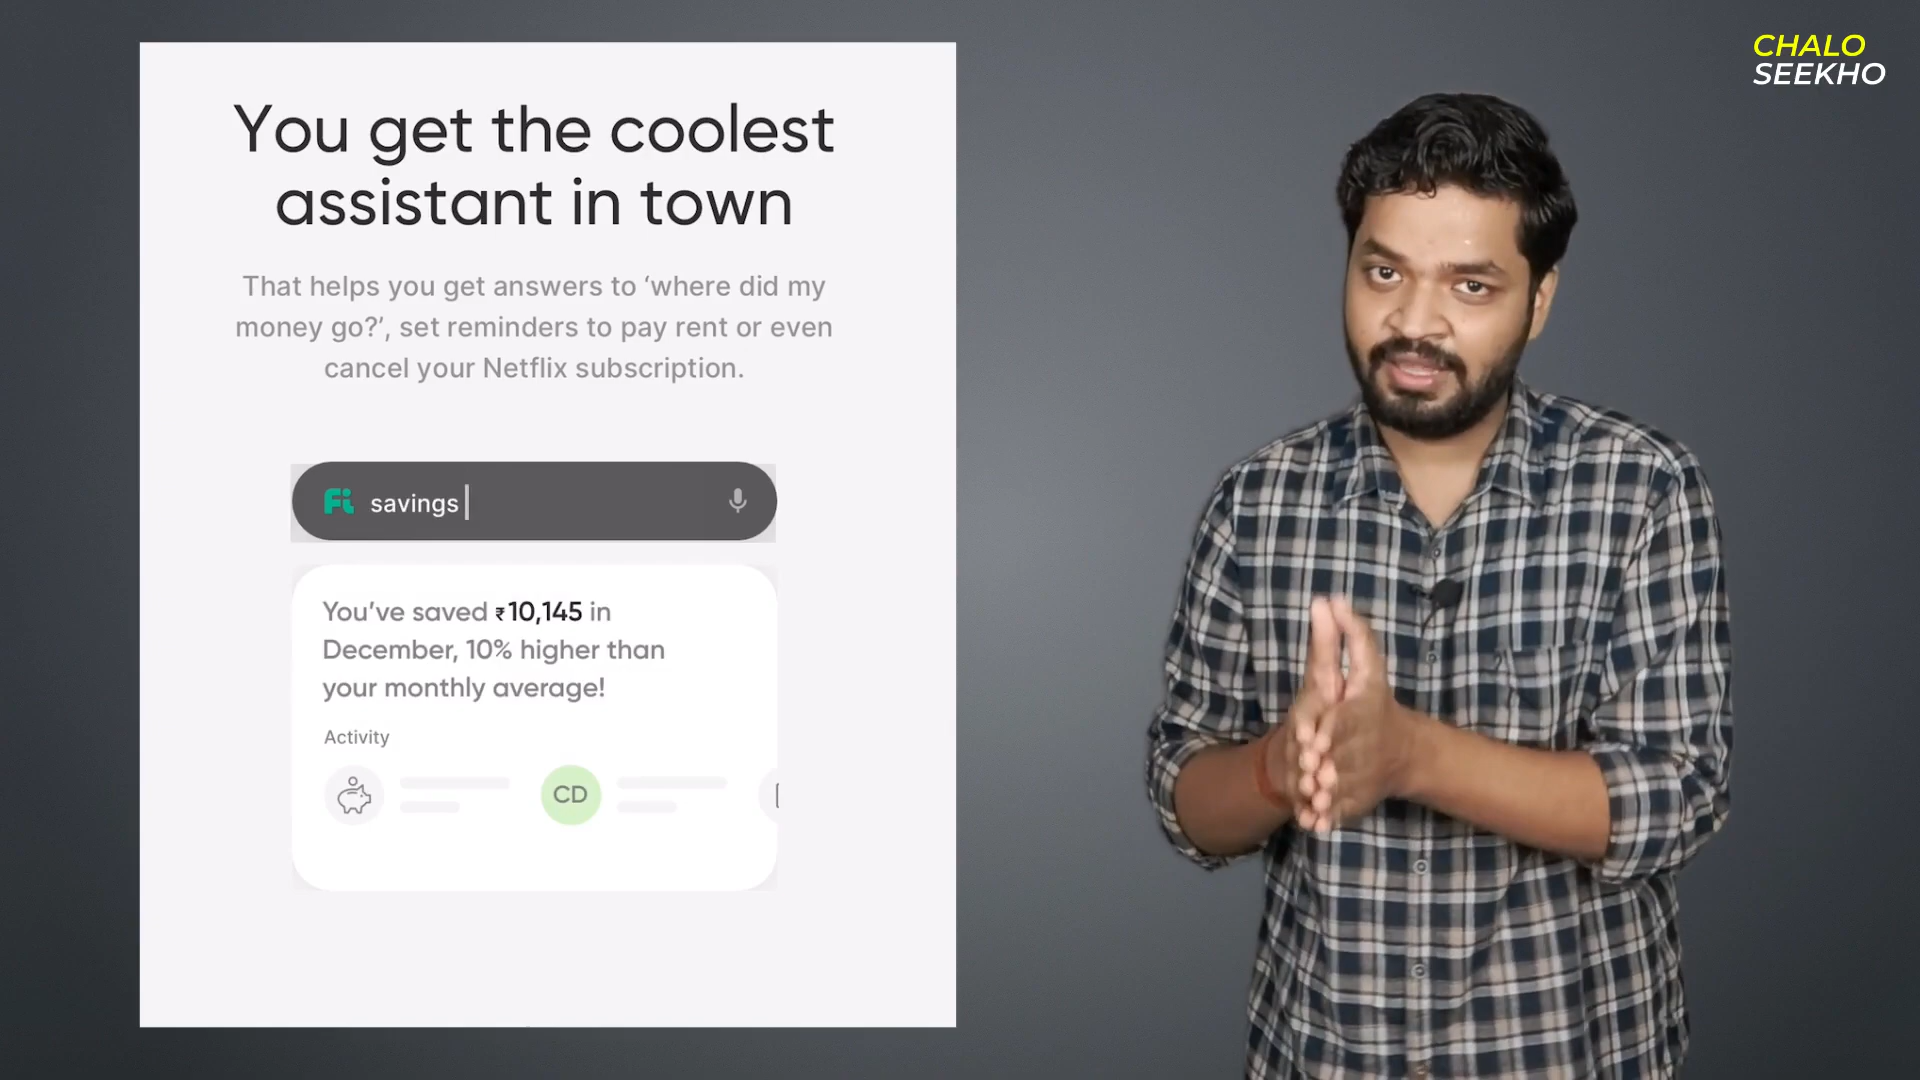 CHALO
SEEKHO
You get the coolest
assistant in town
That helps you get answers to ‘where did my
money go?’, set reminders to pay rent or even
cancel your Netflix subscription.
Fi savings
You’ve saved ₹10,145 in
December, 10% higher than
your monthly average!
Activity
CD